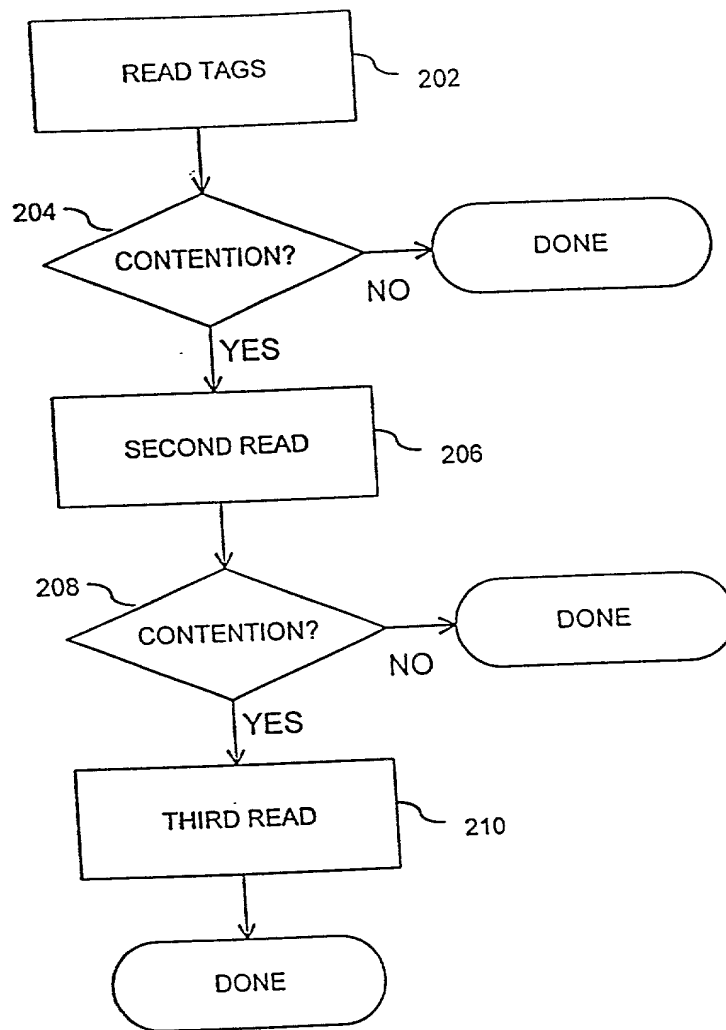 READ TAGS
202
204
CONTENTION?
DONE
NO
YES
SECOND READ
206
208
CONTENTION?
DONE
NO
YES
THIRD READ
210
DONE